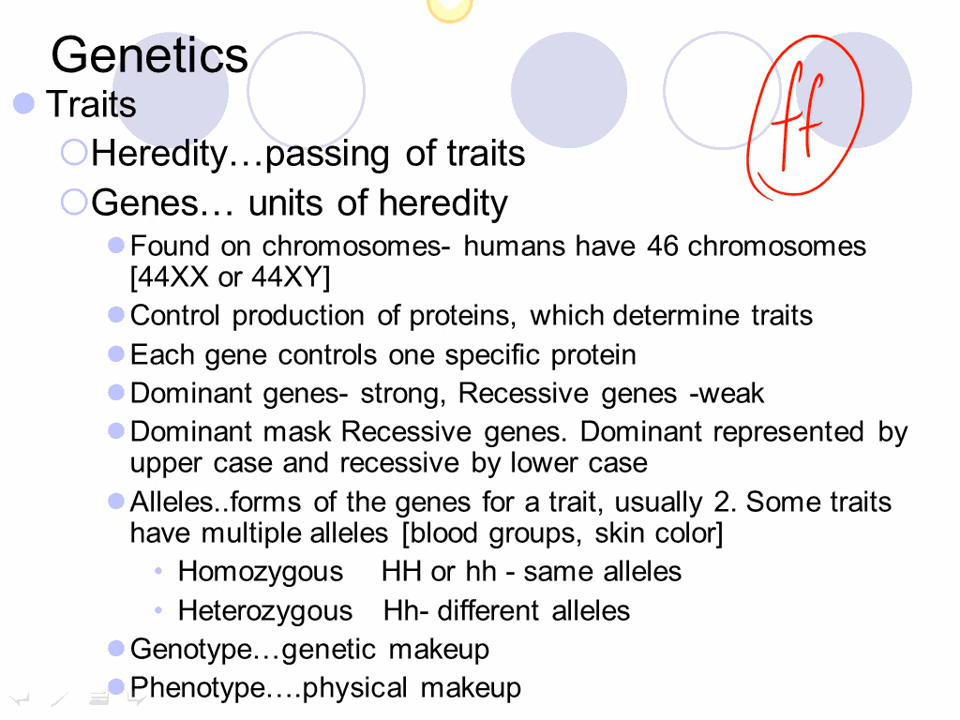 Genetics
ff
Traits
Heredity…passing of traits
Genes… units of heredity
Found on chromosomes- humans have 46 chromosomes
[44XX or 44XY]
Control production of proteins, which determine traits
Each gene controls one specific protein
Dominant genes- strong, Recessive genes -weak
Dominant mask Recessive genes. Dominant represented by
upper case and recessive by lower case
Alleles..forms of the genes for a trait, usually 2. Some traits
have multiple alleles [blood groups, skin color]
Homozygous HH or hh - same alleles
Heterozygous Hh- different alleles
Genotype…genetic makeup
Phenotype….physical makeup